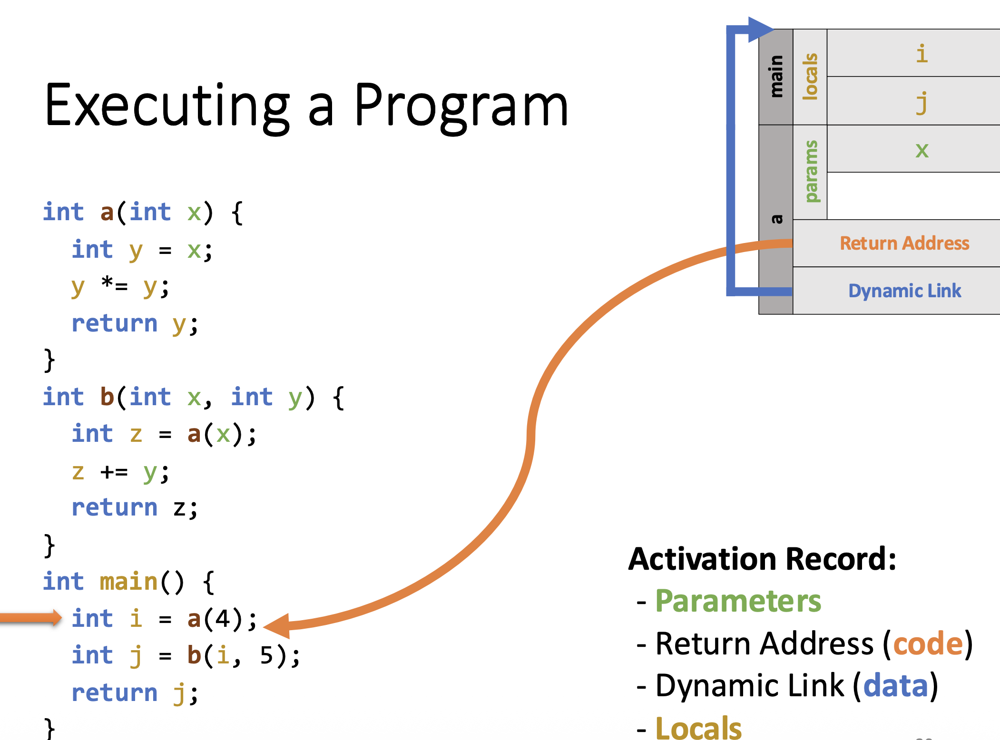 Executing a Program
int a(int x) {
int y = x;
y *= y;
return y;
}
int b(int x, int y) {
int z = a(x);
z += y;
return z;
}
int main() {
int i = a(4);
int j = b(i, 5);
return j;
}
main
locals
i
j
a
params
x
Return Address
Dynamic Link
Activation Record:
- Parameters
- Return Address (code)
- Dynamic Link (data)
- Locals